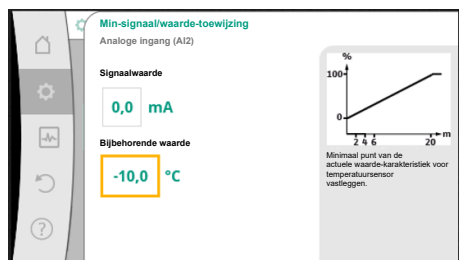 Min-signaal/waarde-toewijzing
Analoge ingang (AI2)
Signaalwaarde
0,0 mA
Bijbehorende waarde
-10,0 °C
%
100
0
2 4 6 20 m
Minimaal punt van de
actuele waarde-karakteristiek voor
temperatuursensor
vastleggen.
?